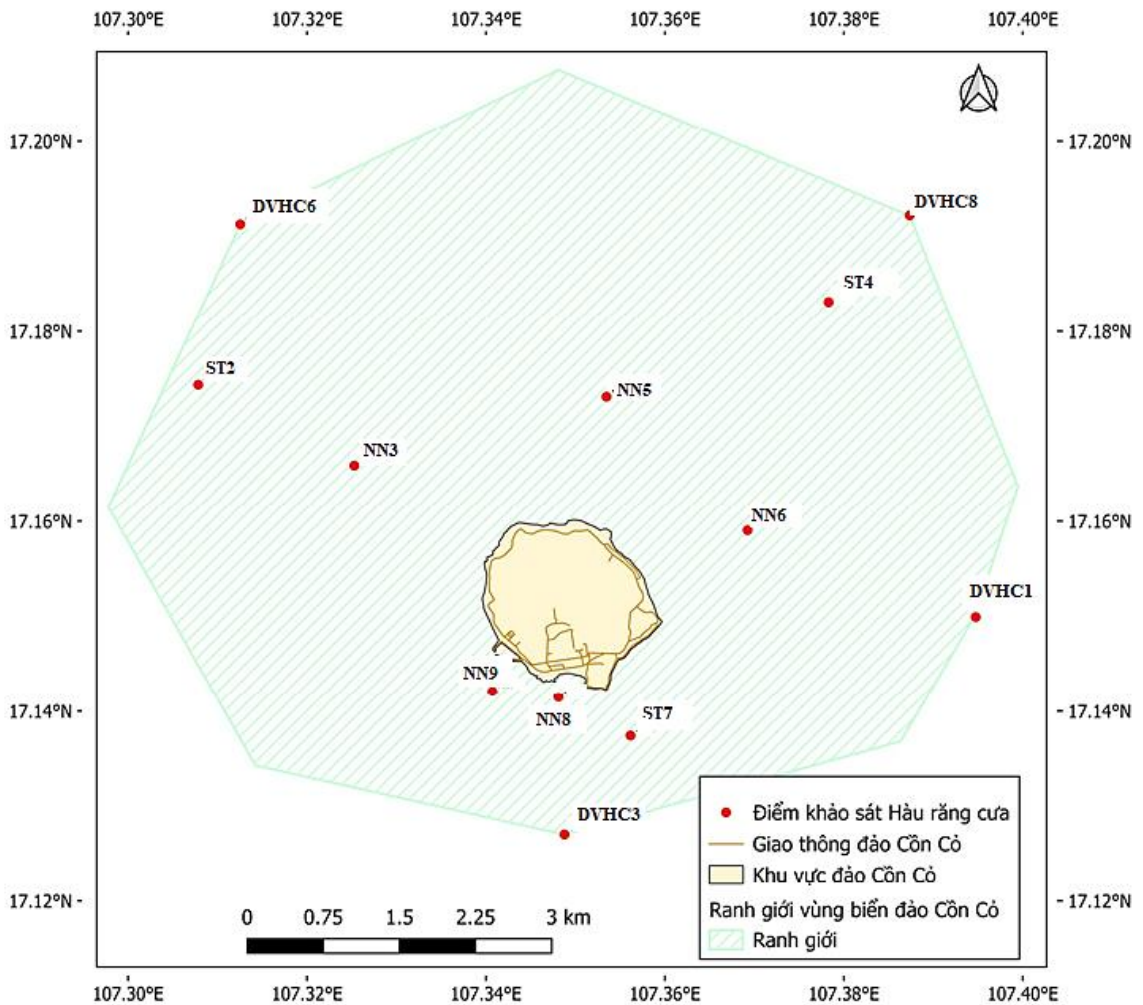 107.30°E 107.32°E 107.34°E 107.36°E 107.38°E 107.40°E
17.20°N 17.20°N
DVHC6 DVHC8
ST4
17.18°N 17.18°N
ST2
NN5
NN3
17.16°N 17.16°N
NN6
DVHC1
NN9
17.14°N 17.14°N
NN8 ST7
DVHC3
Điểm khảo sát Hàu răng cưa
Giao thông đảo Cồn Cỏ
Khu vực đảo Cồn Cỏ
17.12°N 17.12°N
Ranh giới vùng biển đảo Cồn Cỏ
0 0.75 1.5 2.25 3 km
Ranh giới
107.30°E 107.32°E 107.34°E 107.36°E 107.38°E 107.40°E